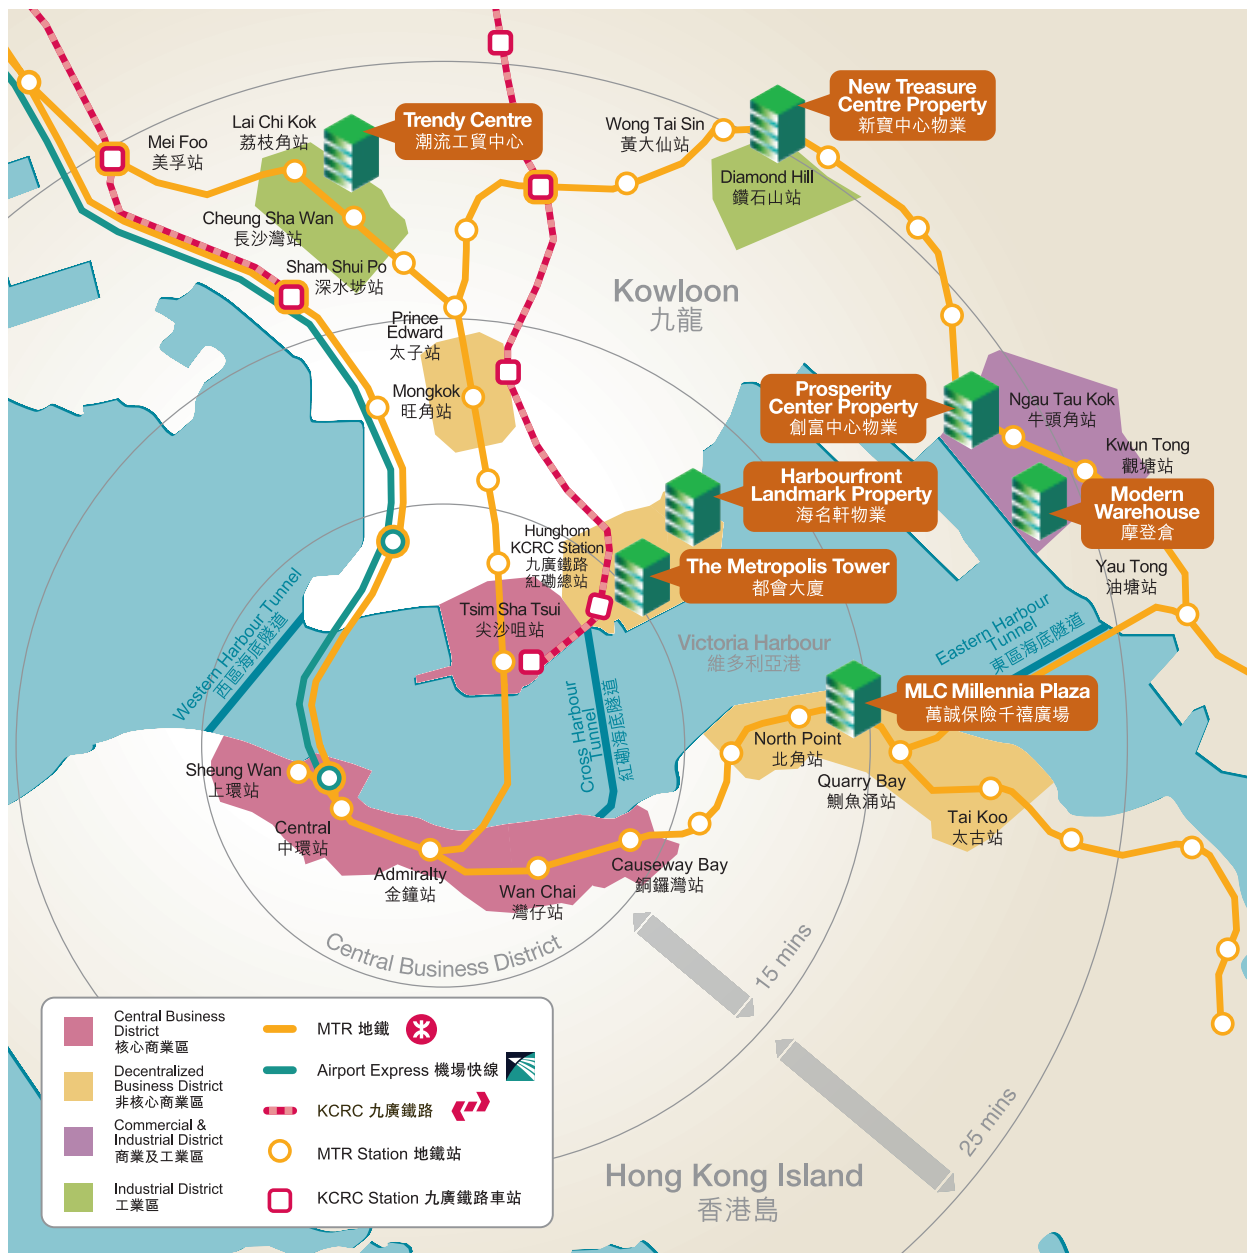 New Treasure
Centre Property
新寶中心物業
Trendy Centre
潮流工貿中心
Lai Chi Kok
荔枝角站
Mei Foo
美孚站
Wong Tai Sin
黃大仙站
Diamond Hill
鑽石山站
Cheung Sha Wan
長沙灣站
Sham Shui Po
深水埗站
Kowloon
九龍
Prince
Edward
太子站
Mongkok
旺角站
Prosperity
Center Property
創富中心物業
Ngau Tau Kok
牛頭角站
Kwun Tong
觀塘站
Harbourfront
Landmark Property
海名軒物業
Modern
Warehouse
摩登倉
Hunghom
KCRC Station
九廣鐵路
紅磡總站
The Metropolis Tower
都會大廈
Yau Tong
油塘站
Tsim Sha Tsui
尖沙咀站
Western Harbour Tunnel
西區海底隧道
Victoria Harbour
維多利亞港
Eastern Harbour
Tunnel
東區海底隧道
MLC Millennia Plaza
萬誠保險千禧廣場
Cross Harbour
Tunnel
紅磡海底隧道
North Point
北角站
Sheung Wan
上環站
Quarry Bay
鰂魚涌站
Central
中環站
Tai Koo
太古站
Admiralty
金鐘站
Wan Chai
灣仔站
Causeway Bay
銅鑼灣站
Central Business District
15 mins
25 mins
Hong Kong Island
香港島
Central Business
District
核心商業區
Decentralized
Business District
非核心商業區
Commercial &
Industrial District
商業及工業區
Industrial District
工業區
MTR 地鐵
Airport Express 機場快線
KCRC 九廣鐵路
MTR Station 地鐵站
KCRC Station 九廣鐵路車站